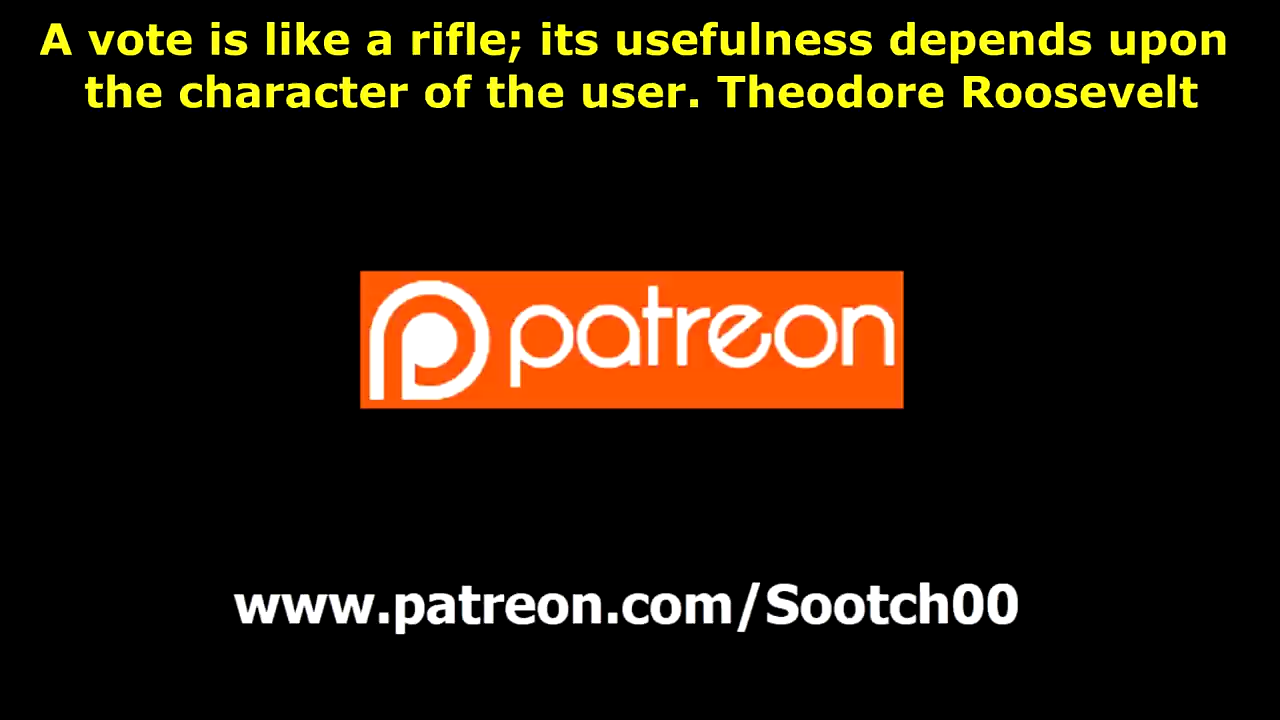 A vote is like a rifle; its usefulness depends upon
the character of the user. Theodore Roosevelt
patreon
www.patreon.com/Sootch00